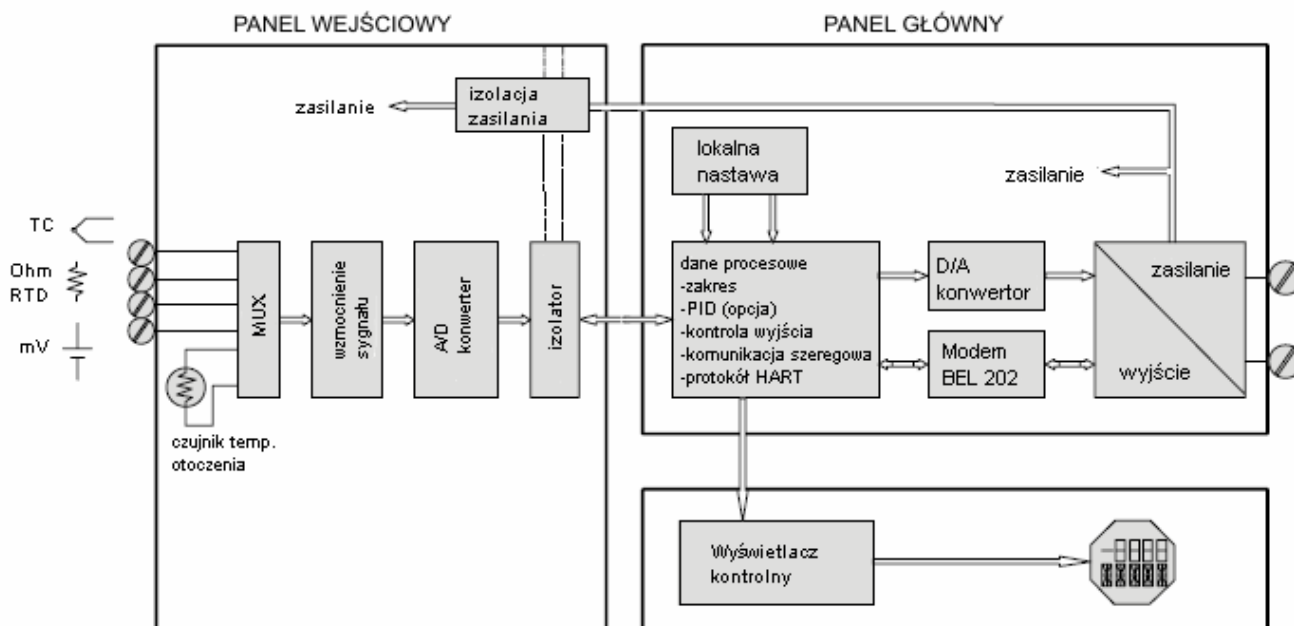 PANEL WEJŚCIOWY
PANEL GŁÓWNY
zasilanie
izolacja
zasilania
lokalna
nastawa
zasilanie
TC
Ohm
RTD
mV
MUX
wzmocnienie
sygnału
A/D
konwerter
izolator
dane procesowe
-zakres
-PID (opcja)
-kontrola wyjścia
-komunikacja szeregowa
-protokół HART
D/A
konwertor
Modem
BEL 202
zasilanie
wyjście
czujnik temp.
otoczenia
Wyświetlacz
kontrolny